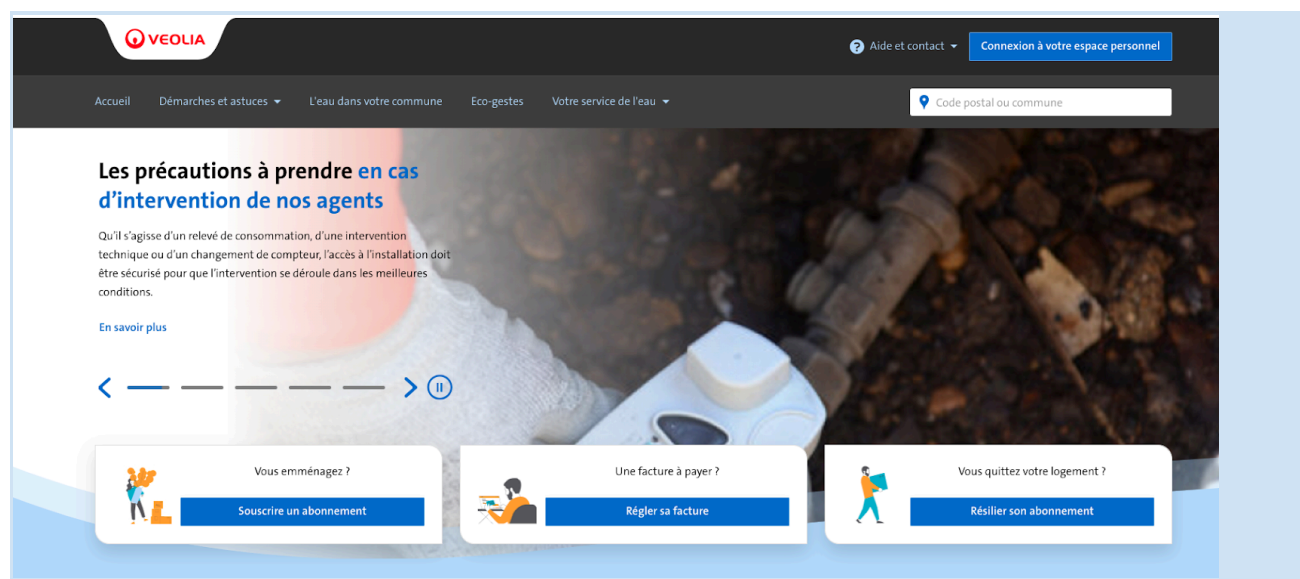 VEOLIA
Aide et contact
Connexion à votre espace personnel
Accueil
Démarches et astuces
L'eau dans votre commune
Eco-gestes
Votre service de l'eau
Code postal ou commune
Les précautions à prendre en cas
d'intervention de nos agents
Qu'il s'agisse d'un relevé de consommation, d'une intervention
technique ou d'un changement de compteur, l'accès à l'installation doit
être sécurisé pour que l'intervention se déroule dans les meilleures
conditions.
En savoir plus
Vous emménagez ?
Souscrire un abonnement
Une facture à payer ?
Régler sa facture
Vous quittez votre logement ?
Résilier son abonnement